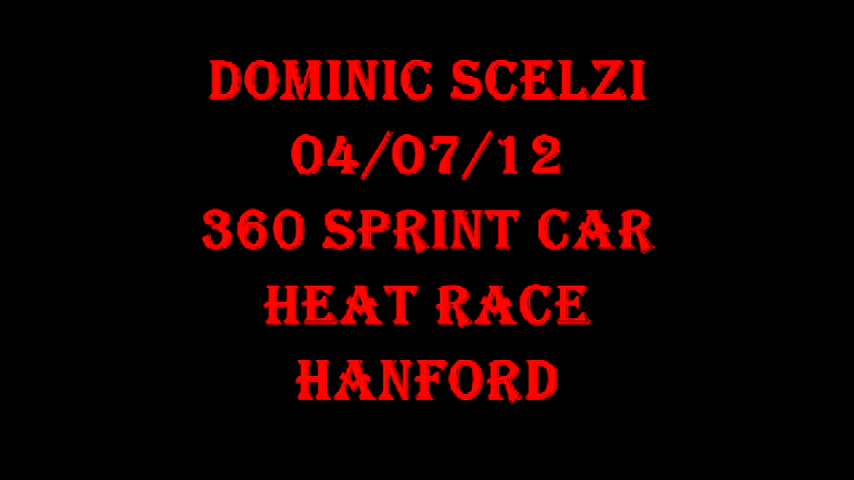 DOMINIC SCELZI
04/07/12
360 SPRINT CAR
HEAT RACE
HANFORD